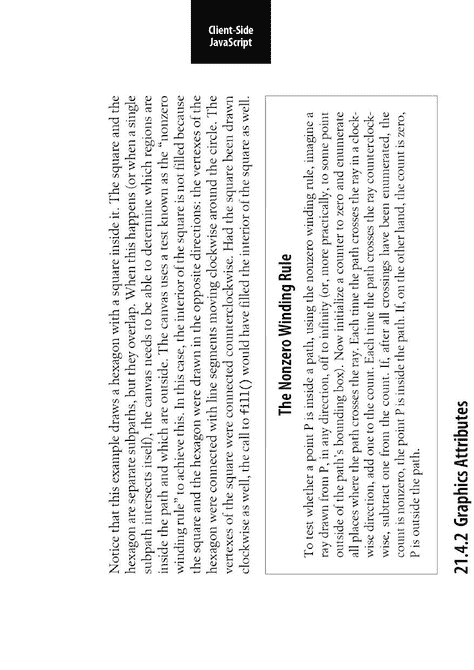 Client-Side
JavaScript
Notice that this example draws a hexagon with a square inside it. The square and the
hexagon are separate subpaths, but they overlap. When this happens (or when a single
subpath intersects itself), the canvas needs to be able to determine which regions are
inside the path and which are outside. The canvas uses a test known as the “nonzero
winding rule” to achieve this. In this case, the interior of the square is not filled because
the square and the hexagon were drawn in the opposite directions: the vertexes of the
hexagon were connected with line segments moving clockwise around the circle. The
vertexes of the square were connected counterclockwise. Had the square been drawn
clockwise as well, the call to fill() would have filled the interior of the square as well.
The Nonzero Winding Rule
To test whether a point P is inside a path, using the nonzero winding rule, imagine a
ray drawn from P, in any direction, off to infinity (or, more practically, to some point
outside of the path’s bounding box). Now initialize a counter to zero and enumerate
all places where the path crosses the ray. Each time the path crosses the ray in a clock-
wise direction, add one to the count. Each time the path crosses the ray counterclock-
wise, subtract one from the count. If, after all crossings have been enumerated, the
count is nonzero, the point P is inside the path. If, on the other hand, the count is zero,
P is outside the path.
21.4.2 Graphics Attributes